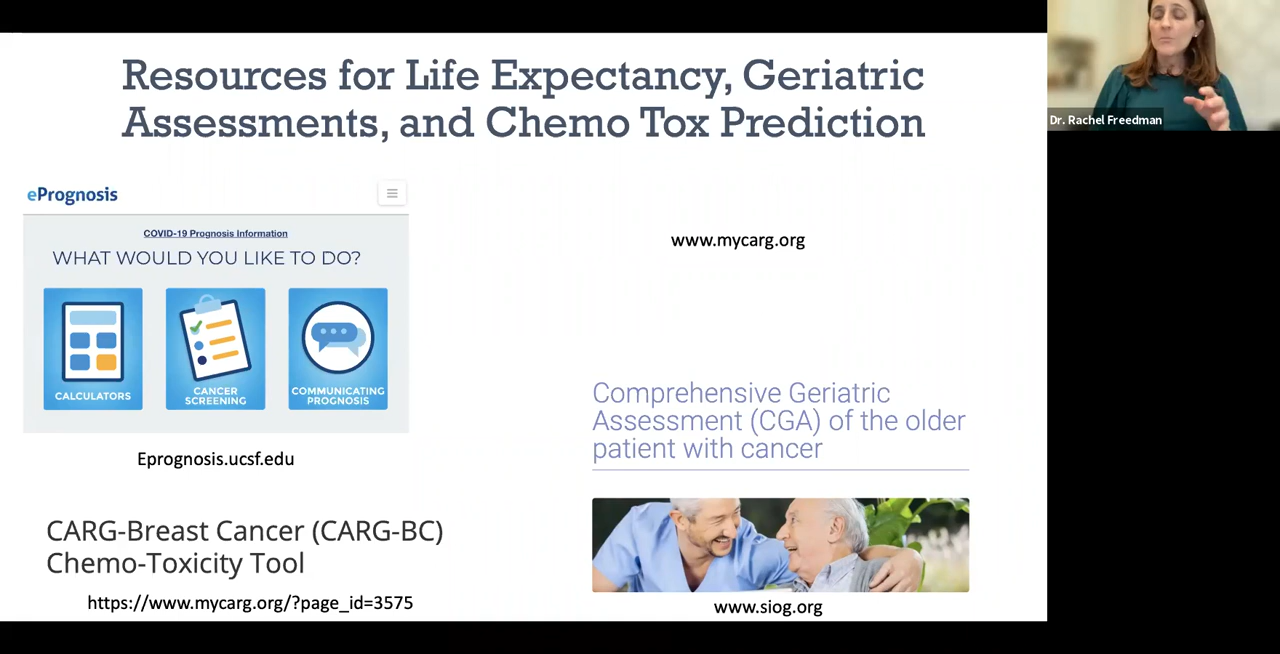 Resources for Life Expectancy, Geriatric
Assessments, and Chemo Tox Prediction
Dr. Rachel Freedman
ePrognosis
COVID-19 Prognosis Information
WHAT WOULD YOU LIKE TO DO?
CALCULATORS
CANCER
SCREENING
COMMUNICATING
PROGNOSIS
Eprognosis.ucsf.edu
CARG-Breast Cancer (CARG-BC)
Chemo-Toxicity Tool
https://www.mycarg.org/?page_id=3575
www.mycarg.org
Comprehensive Geriatric
Assessment (CGA) of the older
patient with cancer
www.siog.org